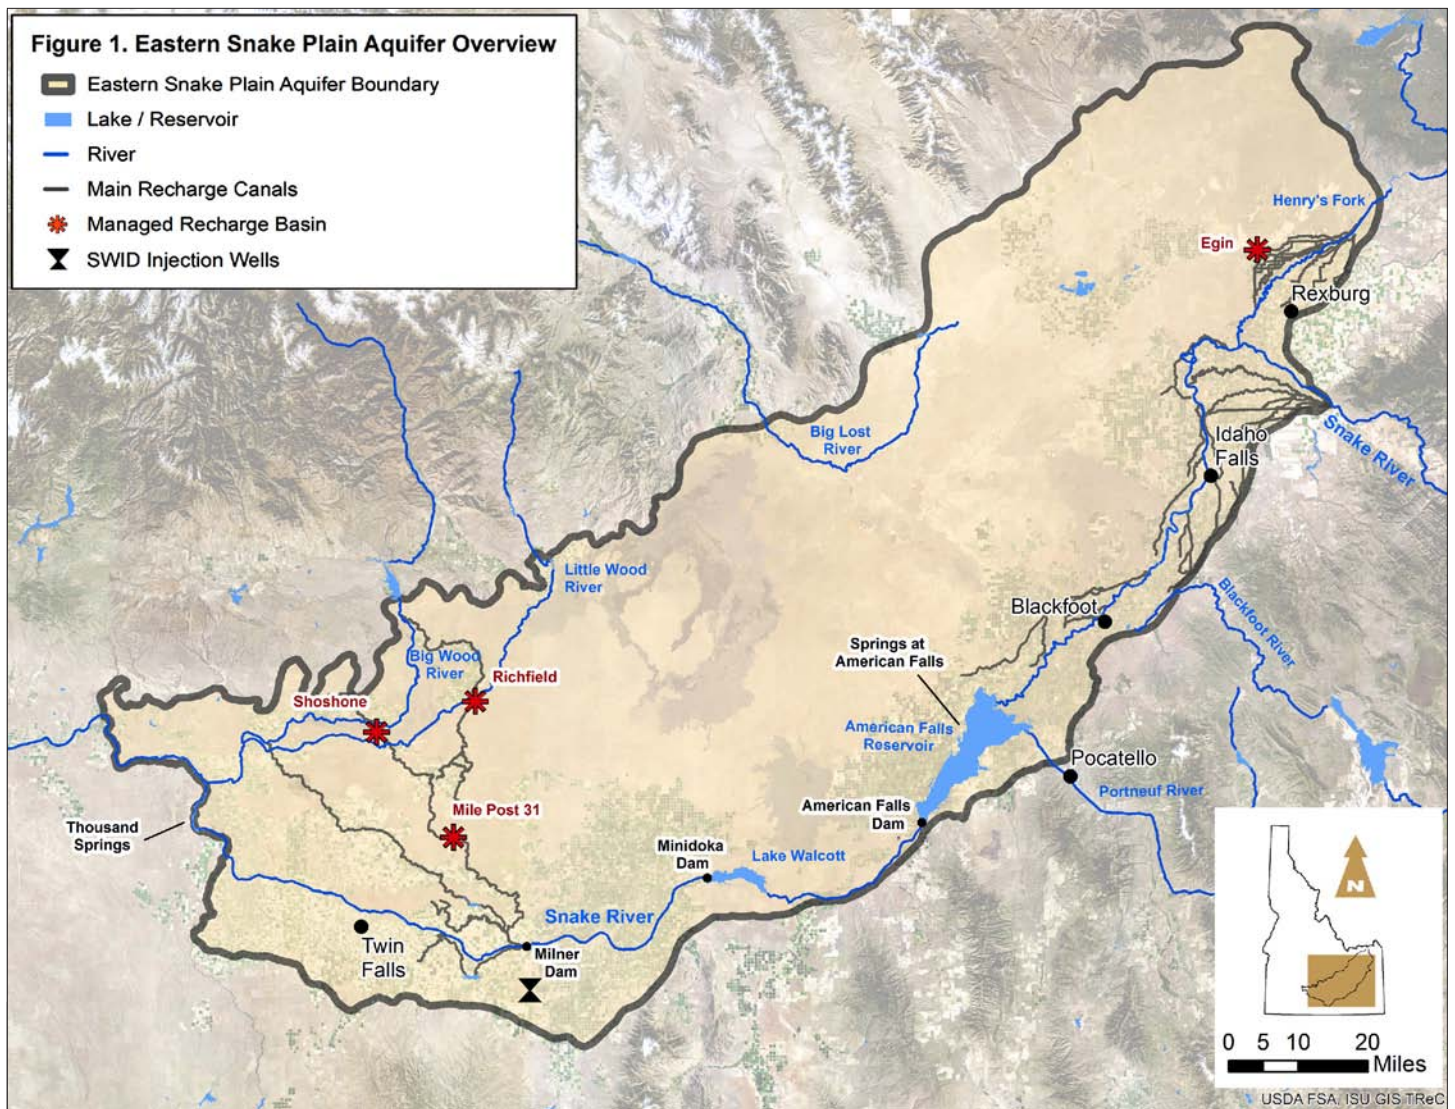 Figure 1. Eastern Snake Plain Aquifer Overview
Eastern Snake Plain Aquifer Boundary
Lake / Reservoir
River
Main Recharge Canals
Managed Recharge Basin
SWID Injection Wells
Henry's Fork
Egin
Rexburg
Snake River
Idaho
Falls
Big Lost
River
Little Wood
River
Blackfoot
Blackfoot River
Springs at
American Falls
Big Wood
River
Richfield
Shoshone
American Falls
Reservoir
Pocatello
Portneuf River
Mile Post 31
American Falls
Dam
Thousand
Springs
Minidoka
Dam
Lake Walcott
Snake River
Twin
Falls
Milner
Dam
N
0 5 10 20
Miles
USDA FSA, ISU GIS TReC